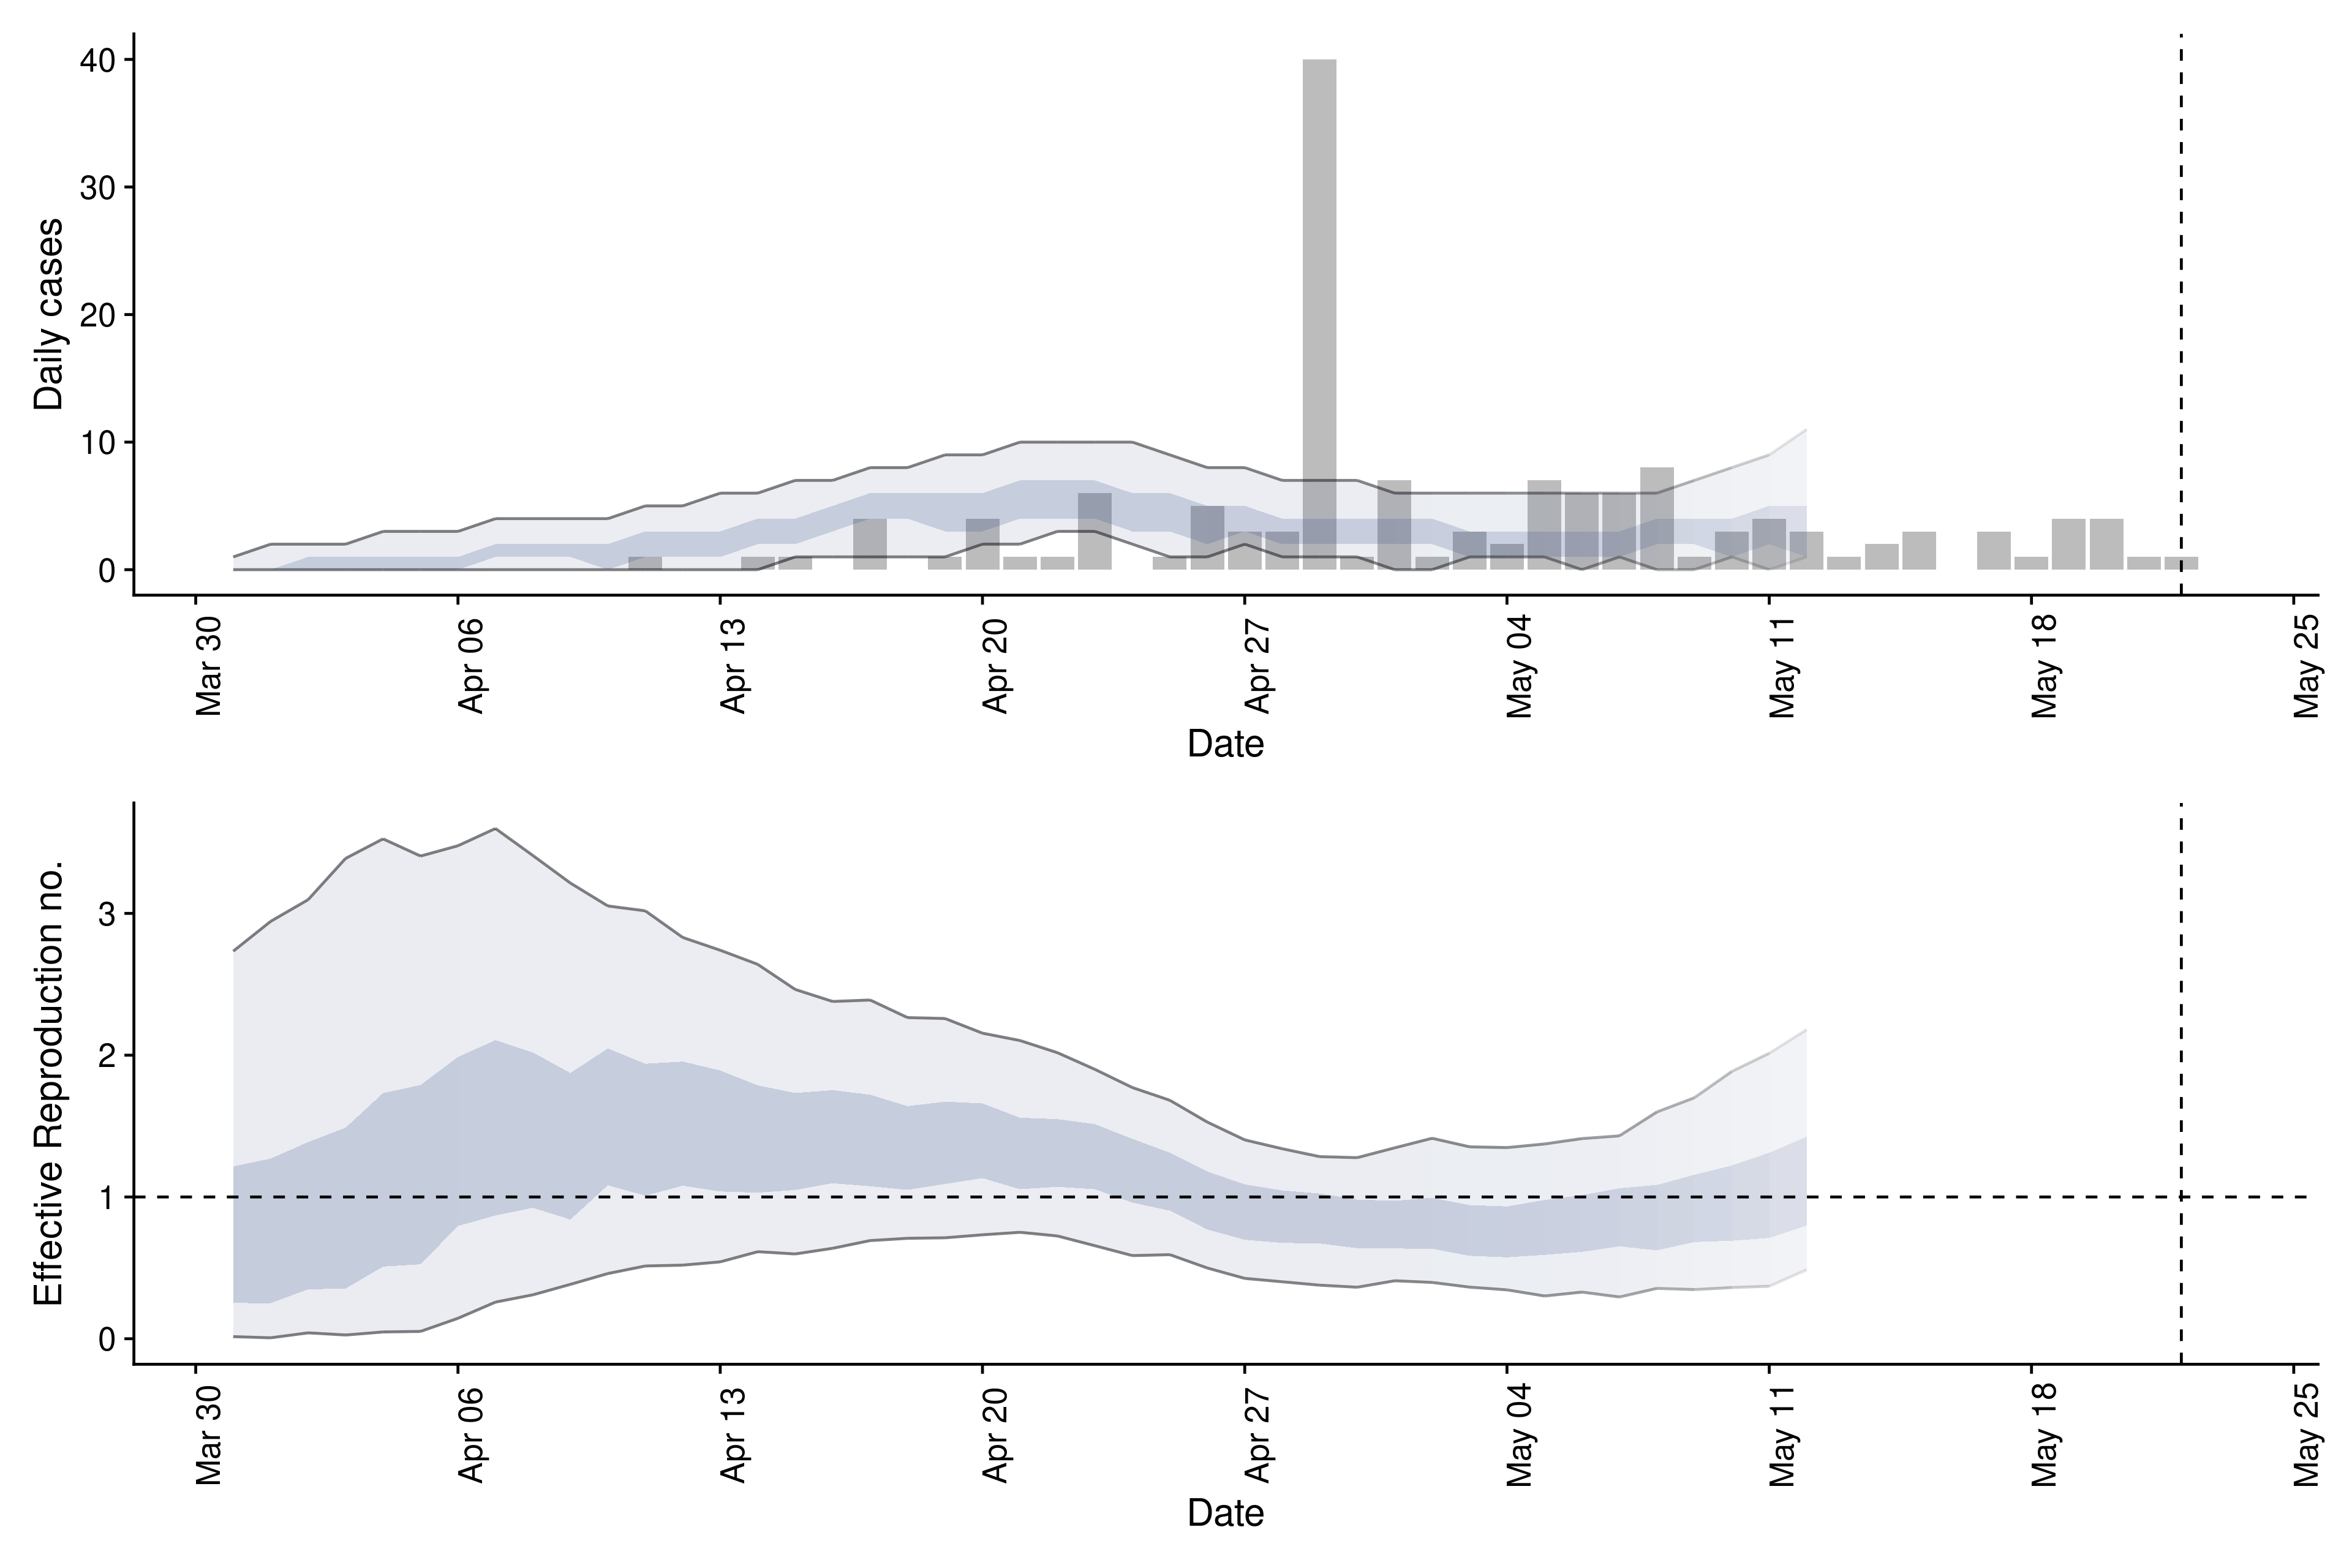 Daily cases
40
30
20
10
0
Mar 30
Apr 06
Apr 13
Apr 20
Apr 27
May 04
May 11
May 18
May 25
Date
Effective Reproduction no.
3
2
1
0
Mar 30
Apr 06
Apr 13
Apr 20
Apr 27
May 04
May 11
May 18
May 25
Date